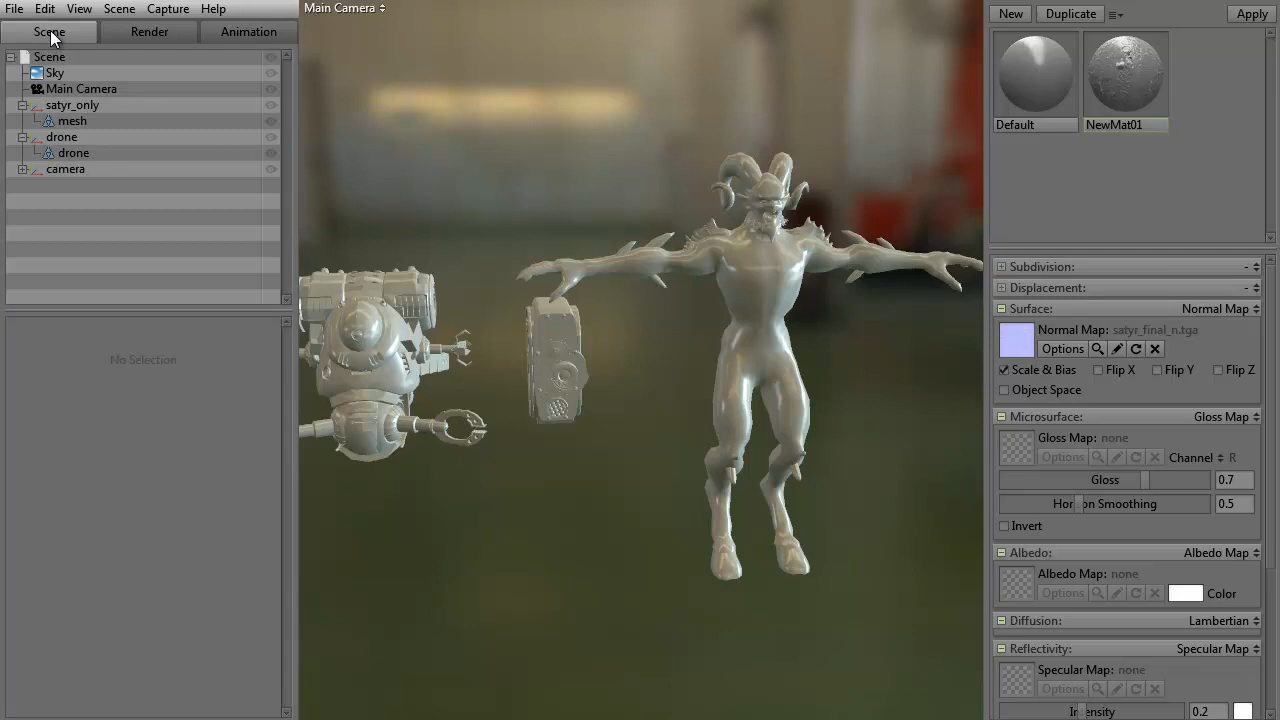 File Edit View Scene Capture Help
Scene Render Animation
Scene
Sky
Main Camera
satyr_only
mesh
drone
drone
camera
No Selection
Main Camera
New Duplicate Apply
Default NewMat01
Subdivision: -
Displacement: -
Surface: Normal Map
Normal Map: satyr_final_n.tga
Options
Scale & Bias Flip X Flip Y Flip Z
Object Space
Microsurface: Gloss Map
Gloss Map: none
Options Channel R
Gloss 0.7
Horizon Smoothing 0.5
Invert
Albedo: Albedo Map
Albedo Map: none
Options Color
Diffusion: Lambertian
Reflectivity: Specular Map
Specular Map: none
Options
Intensity 0.2